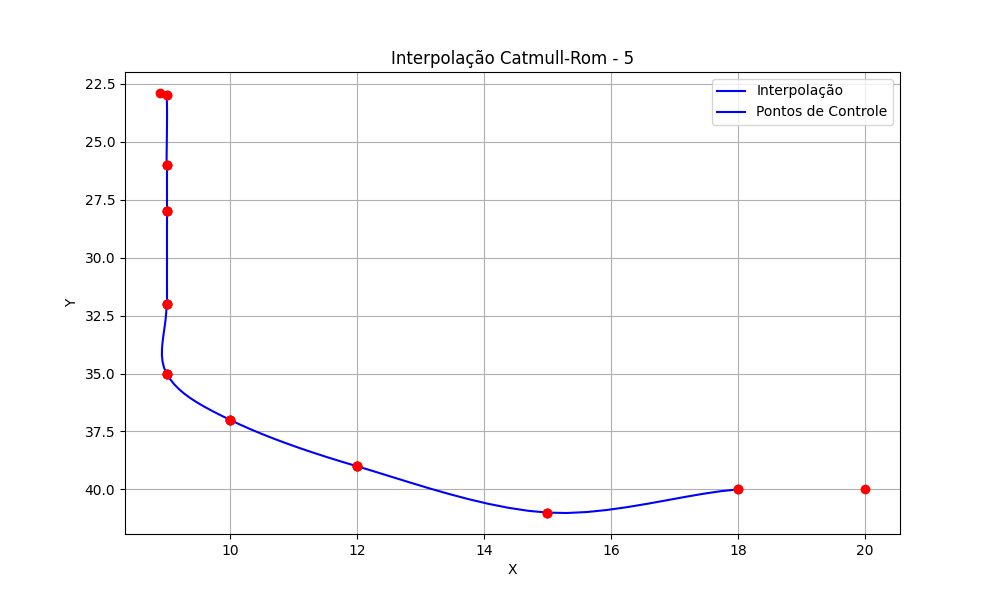 Interpolação Catmull-Rom - 5
Interpolação
Pontos de Controle
22.5
25.0
27.5
30.0
32.5
35.0
37.5
40.0
Y
10 12 14 16 18 20
X